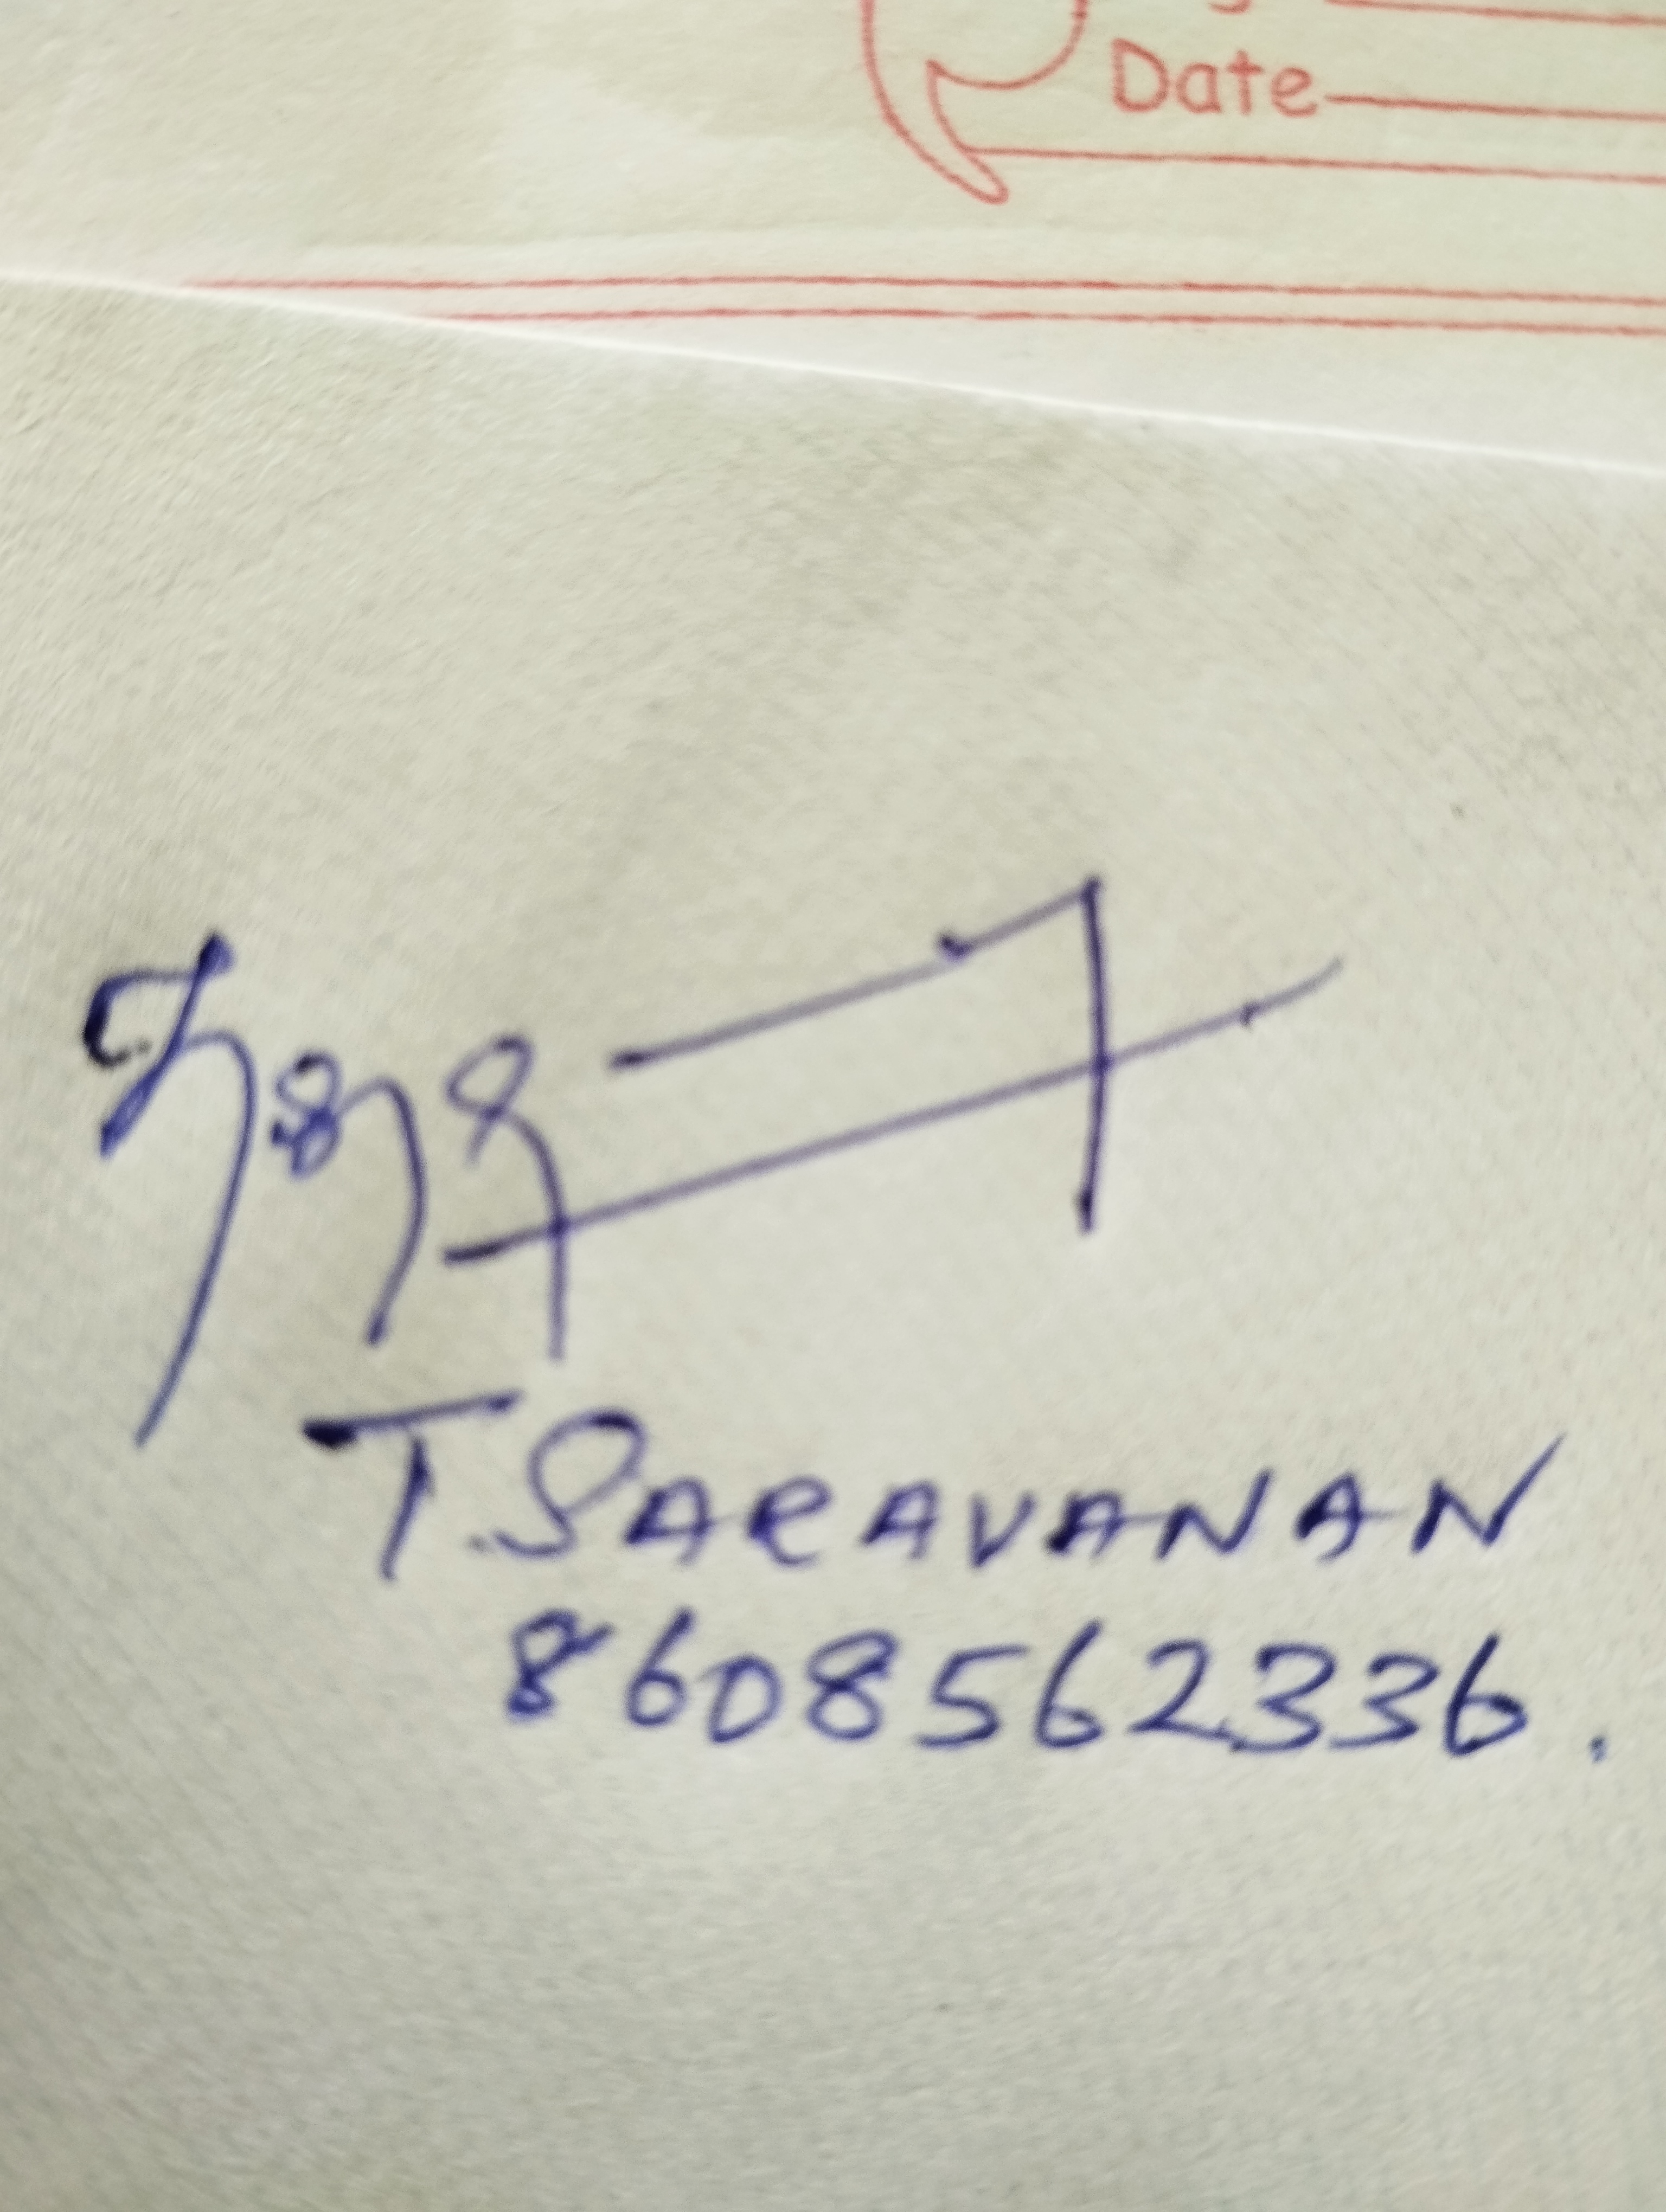 Date
T. SARAVANAN
8608562336.